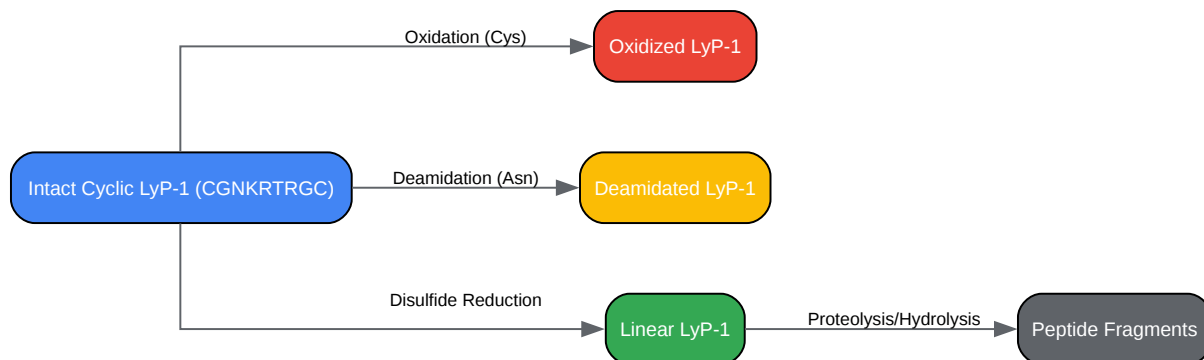 Oxidation (Cys)
Oxidized LyP-1
Intact Cyclic LyP-1 (CGNKRTRGC)
Deamidation (Asn)
Deamidated LyP-1
Disulfide Reduction
Linear LyP-1
Proteolysis/Hydrolysis
Peptide Fragments